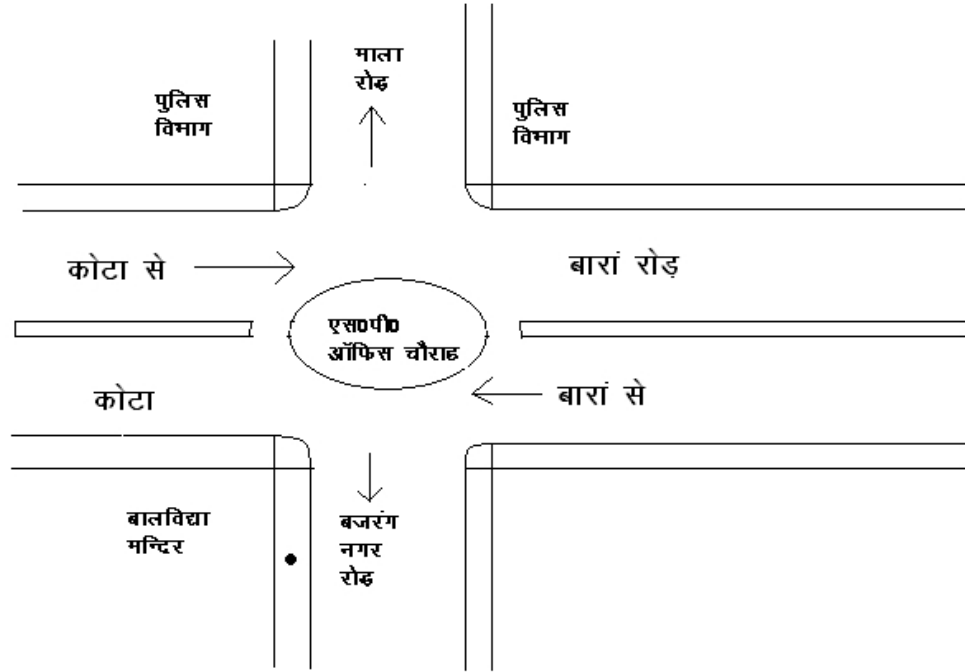 माला
रोड़
पुलिस
विभाग
पुलिस
विभाग
कोटा से
बारां रोड़
एस0पी0
ऑफिस चौराह
कोटा
बारां से
बालविद्या
मन्दिर
बजरंग
नगर
रोड़